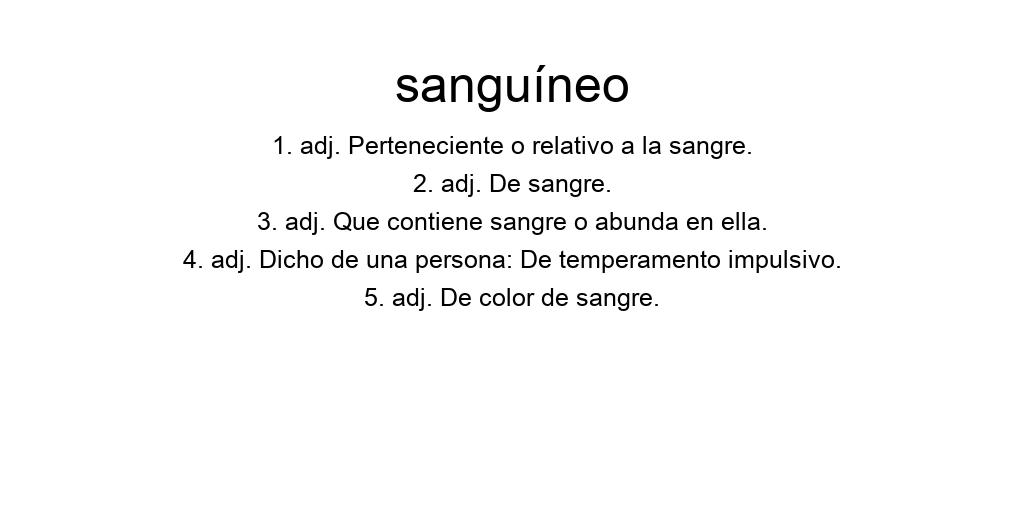 sanguíneo
1. adj. Perteneciente o relativo a la sangre.
2. adj. De sangre.
3. adj. Que contiene sangre o abunda en ella.
4. adj. Dicho de una persona: De temperamento impulsivo.
5. adj. De color de sangre.